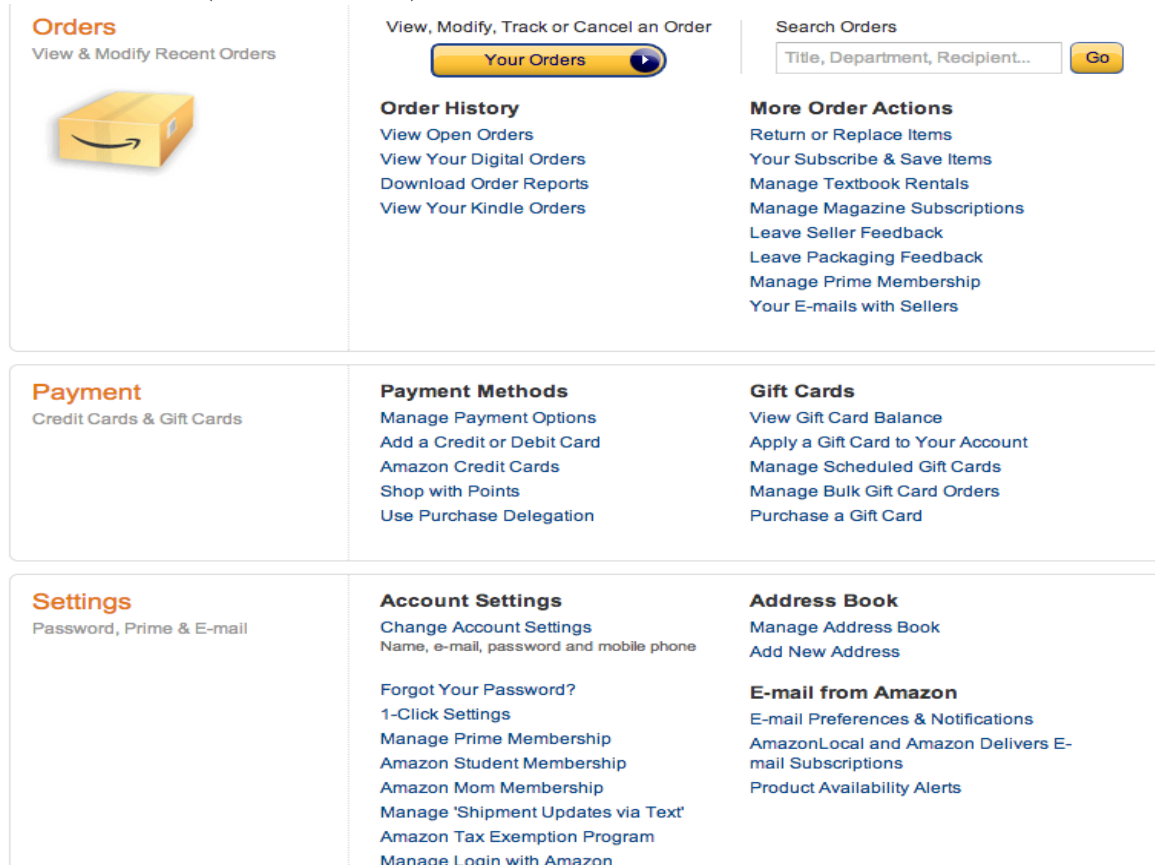 Orders
View & Modify Recent Orders
View, Modify, Track or Cancel an Order
Your Orders
Search Orders
Title, Department, Recipient...
Go
Order History
View Open Orders
View Your Digital Orders
Download Order Reports
View Your Kindle Orders
More Order Actions
Return or Replace Items
Your Subscribe & Save Items
Manage Textbook Rentals
Manage Magazine Subscriptions
Leave Seller Feedback
Leave Packaging Feedback
Manage Prime Membership
Your E-mails with Sellers
Payment
Credit Cards & Gift Cards
Payment Methods
Manage Payment Options
Add a Credit or Debit Card
Amazon Credit Cards
Shop with Points
Use Purchase Delegation
Gift Cards
View Gift Card Balance
Apply a Gift Card to Your Account
Manage Scheduled Gift Cards
Manage Bulk Gift Card Orders
Purchase a Gift Card
Settings
Password, Prime & E-mail
Account Settings
Change Account Settings
Name, e-mail, password and mobile phone
Forgot Your Password?
1-Click Settings
Manage Prime Membership
Amazon Student Membership
Amazon Mom Membership
Manage 'Shipment Updates via Text'
Amazon Tax Exemption Program
Manage Login with Amazon
Address Book
Manage Address Book
Add New Address
E-mail from Amazon
E-mail Preferences & Notifications
AmazonLocal and Amazon Delivers E-
mail Subscriptions
Product Availability Alerts